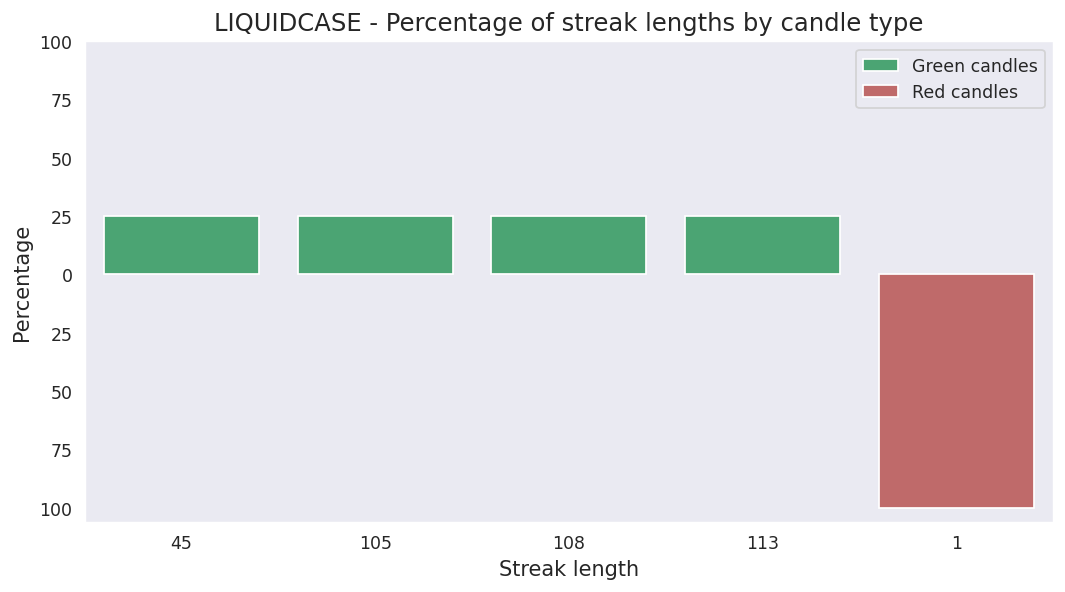 LIQUIDCASE - Percentage of streak lengths by candle type
Green candles
Red candles
Percentage
100
75
50
25
0
25
50
75
100
45 105 108 113 1
Streak length